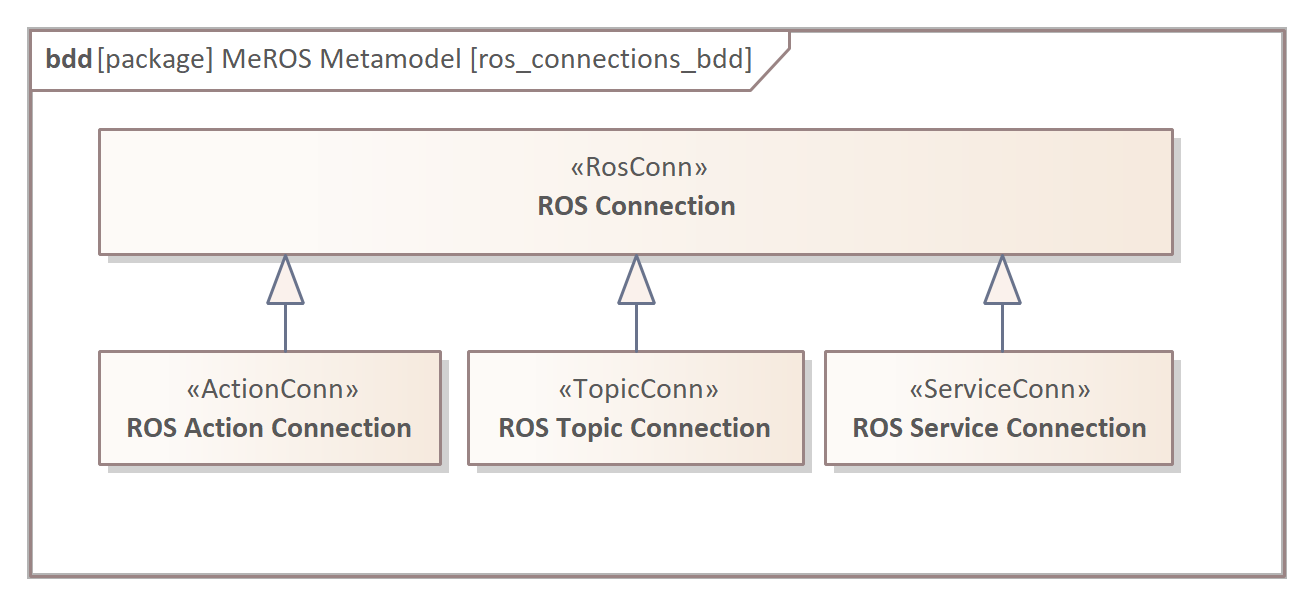 bdd [package] MeROS Metamodel [ros_connections_bdd]
«RosConn»
ROS Connection
«ActionConn»
ROS Action Connection
«TopicConn»
ROS Topic Connection
«ServiceConn»
ROS Service Connection